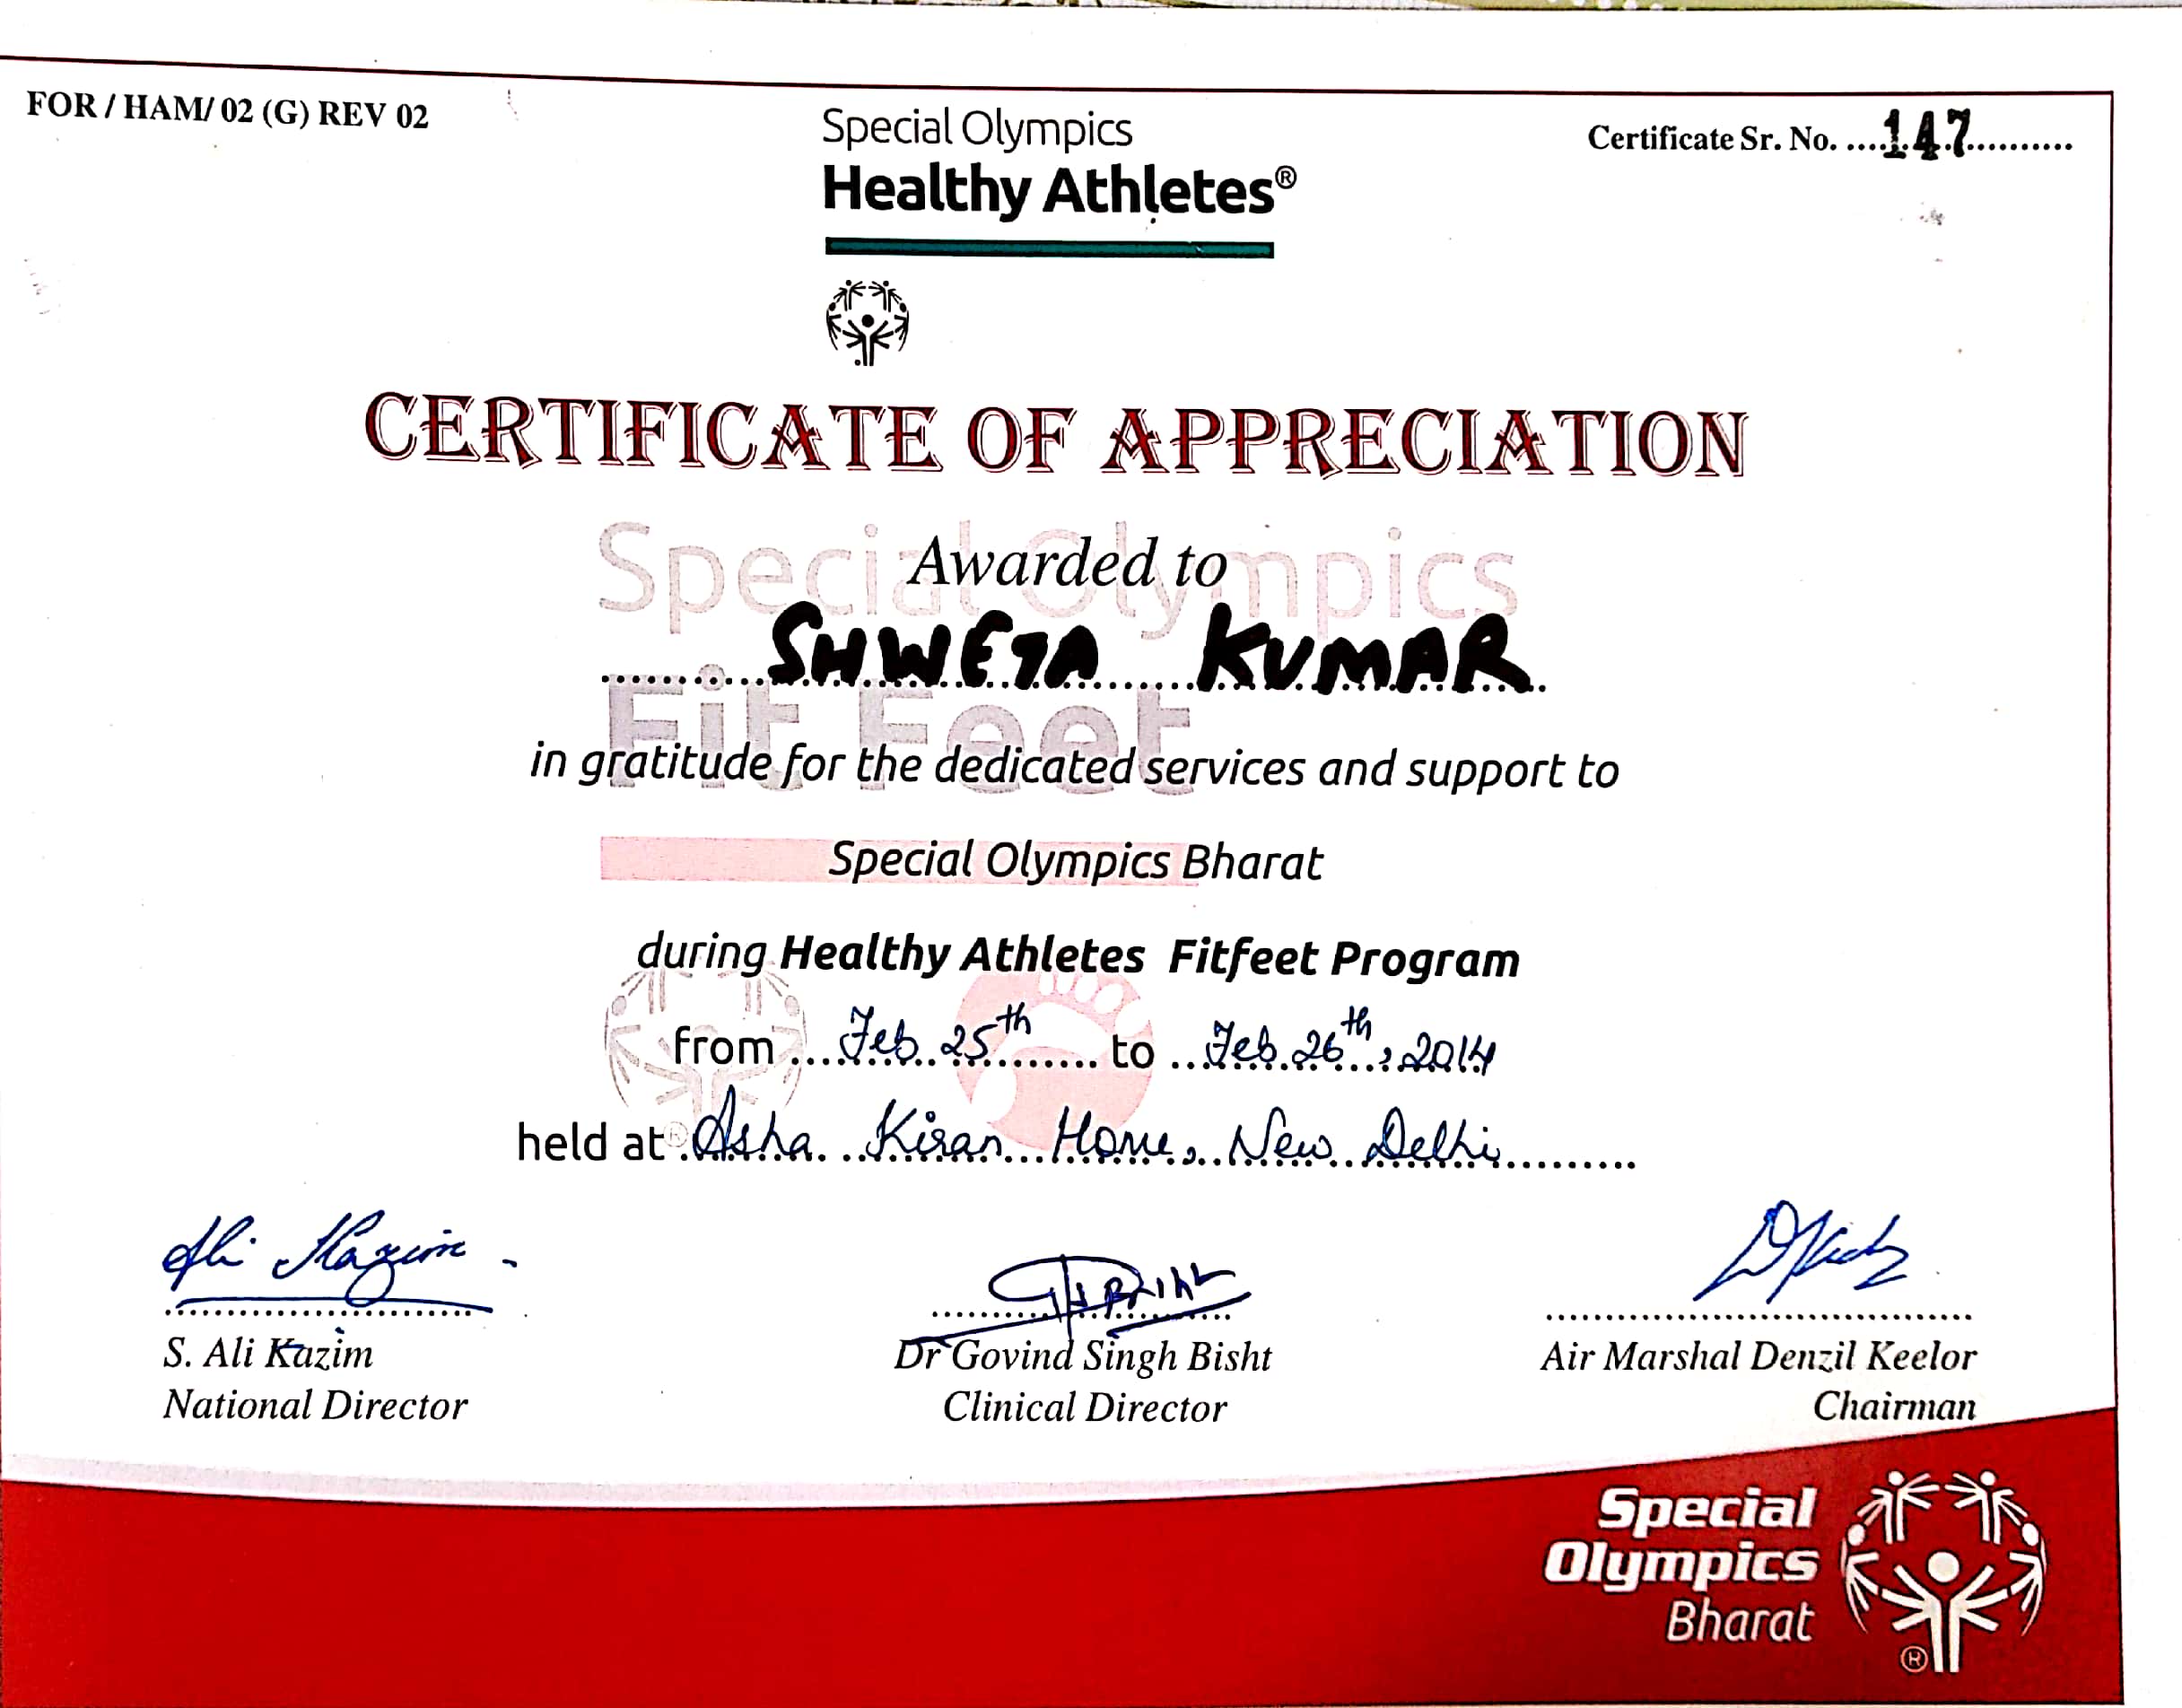 FOR / HAM/ 02 (G) REV 02
Special Olympics
Healthy Athletes®
Certificate Sr. No. ....147..........
CERTIFICATE OF APPRECIATION
Special Olympics
Awarded to
SHWETA KUMAR
Fit Feet
in gratitude for the dedicated services and support to
Special Olympics Bharat
during Healthy Athletes Fitfeet Program
from Feb. 25th to Feb. 26th, 2014
held at Asha Kiran Home, New Delhi
Ali Kazim
S. Ali Kazim
National Director
Dr Govind Singh Bisht
Clinical Director
Air Marshal Denzil Keelor
Chairman
Special
Olympics
Bharat
®